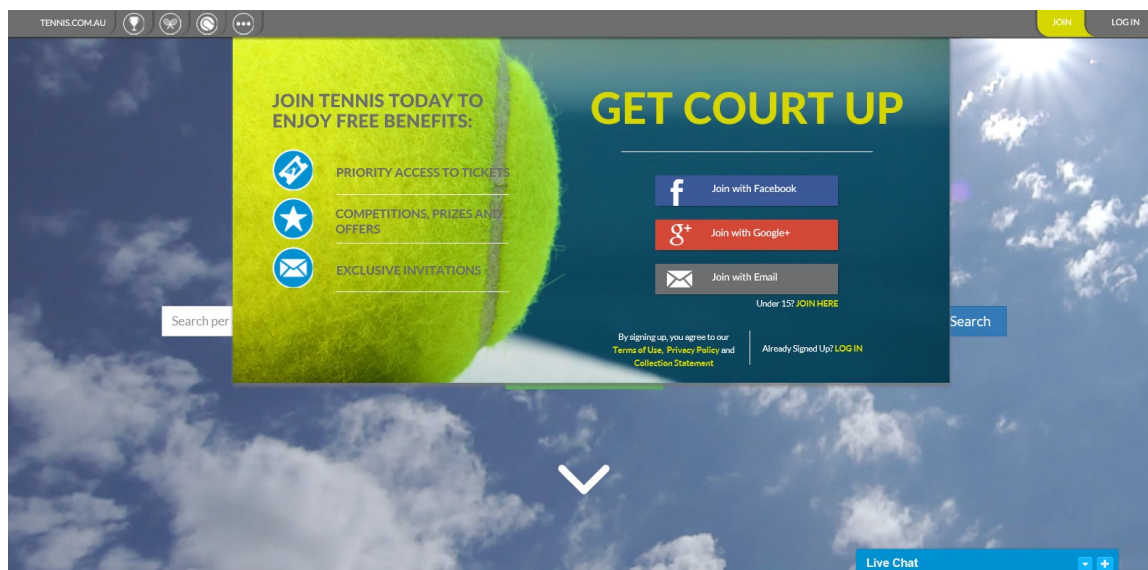 TENNIS.COM.AU
JOIN
LOG IN
JOIN TENNIS TODAY TO
ENJOY FREE BENEFITS:
PRIORITY ACCESS TO TICKETS
COMPETITIONS, PRIZES AND
OFFERS
EXCLUSIVE INVITATIONS
GET COURT UP
f Join with Facebook
g+ Join with Google+
Join with Email
Under 15? JOIN HERE
By signing up, you agree to our
Terms of Use, Privacy Policy and
Collection Statement
Already Signed Up? LOG IN
Search per
Search
Live Chat